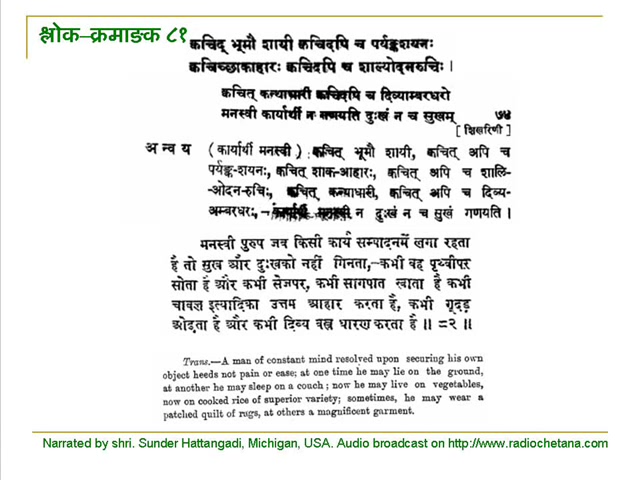 श्लोक–क्रमाङ्क ८१
क्वचिद् भूमौ शायी क्वचिदपि च पर्यङ्कशयनः
क्वचिच्छाकाहारः क्वचिदपि च शाल्योदनरुचिः ।
क्वचित् कन्थाधारी क्वचिदपि च दिव्याम्बरधरो
मनस्वी कार्यार्थी न गणयति दुःखं न च सुखम् ७४
[ शिखरिणी ]
अन्वय ( कार्यार्थी मनस्वी ) क्वचित् भूमौ शायी, क्वचित् अपि च
पर्यङ्क-शयनः, क्वचित् शाक-आहारः, क्वचित् अपि च शालि-
-ओदन-रुचिः, क्वचित् कन्थाधारी, क्वचित् अपि च दिव्य-
अम्बरधरः, – कार्यार्थी मनस्वी न दुःखं न च सुखं गणयति ।
मनस्वी पुरुष जब किसी कार्य सम्पादनमें लगा रहता
है तो सुख और दुःखको नहीं गिनता,–कभी वह पृथ्वीपर
सोता है और कभी सेजपर, कभी सागपात खाता है कभी
चावल इत्यादिका उत्तम आहार करता है, कभी गूदड़
ओढ़ता है और कभी दिव्य वस्त्र धारण करता है ॥ =२ ॥
Trans.—A man of constant mind resolved upon securing his own
object heeds not pain or ease; at one time he may lie on the ground,
at another he may sleep on a couch ; now he may live on vegetables,
now on cooked rice of superior variety; sometimes, he may wear a
patched quilt of rugs, at others a magnificent garment.
Narrated by shri. Sunder Hattangadi, Michigan, USA. Audio broadcast on http://www.radiochetana.com